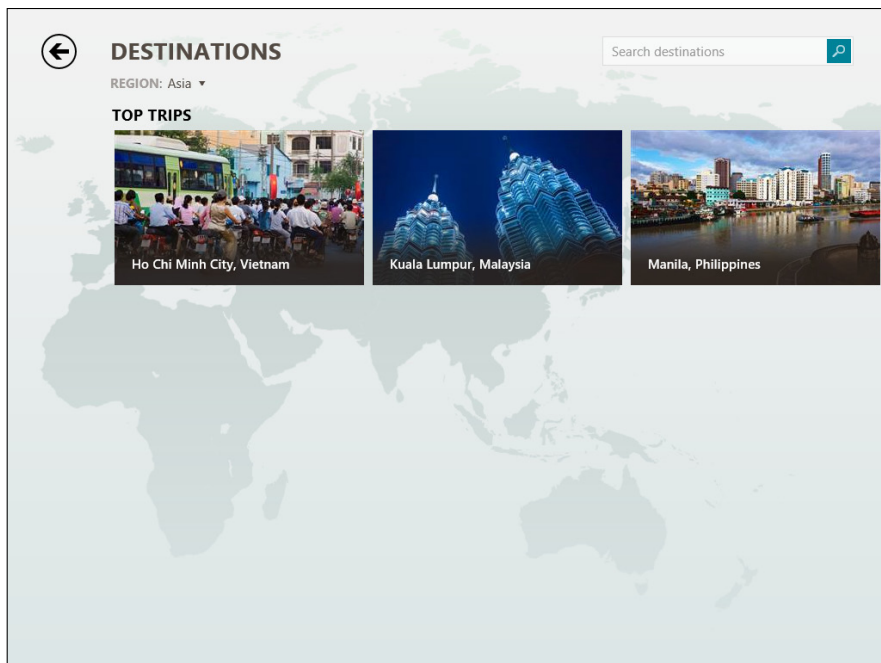 DESTINATIONS
Search destinations
REGION: Asia
TOP TRIPS
Ho Chi Minh City, Vietnam
Kuala Lumpur, Malaysia
Manila, Philippines